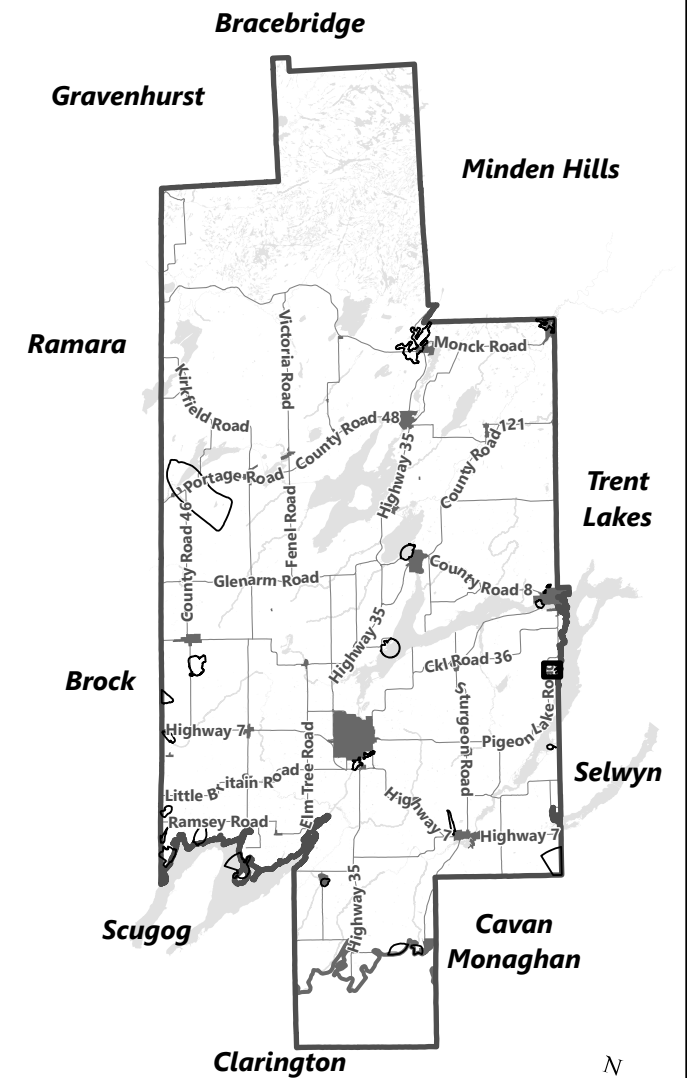 Bracebridge
Gravenhurst
Minden Hills
Ramara
Victoria Road
Monck Road
Kirkfield Road
County Road 48
121
Highway 35
County Road
Portage Road
Trent
Lakes
Fenel Road
County Road 46
Glenarm Road
County Road 8
Highway 35
Ckl Road 36
Brock
Sturgeon Road
Highway 7
Pigeon Lake Ro
Elm Tree Road
Selwyn
Little Britain Road
Highway 7
Ramsey Road
Highway 7
Highway 35
Scugog
Cavan
Monaghan
Clarington
N